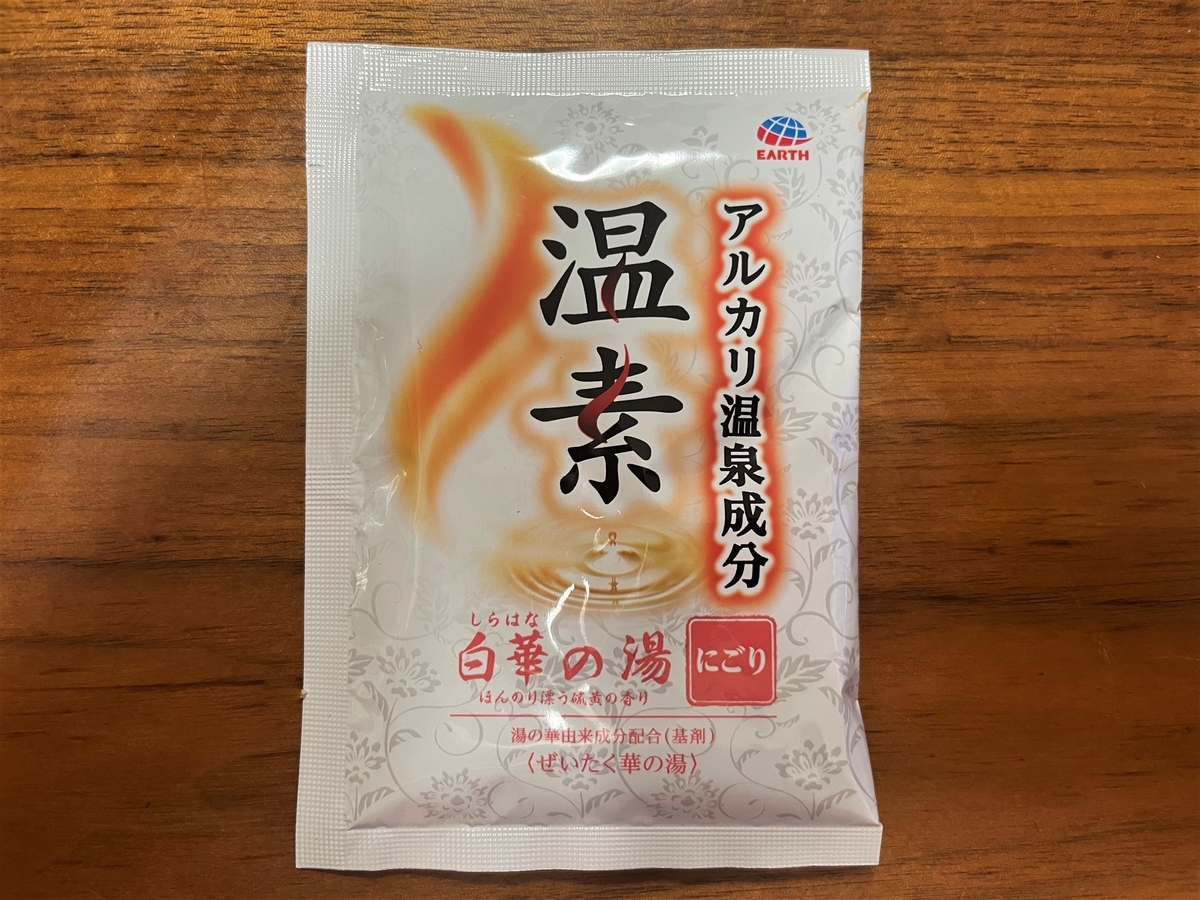 EARTH
アルカリ温泉成分
温素
しらはな
白華の湯
にごり
ほんのり漂う硫黄の香り
湯の華由来成分配合(基剤)
〈ぜいたく華の湯〉